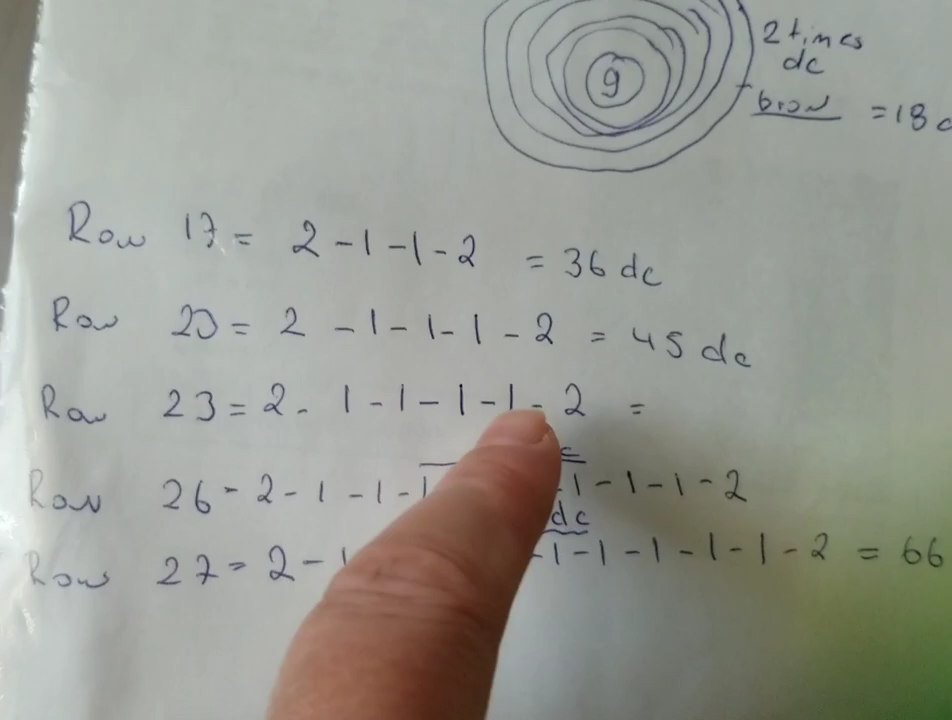 9
2 times
dc
brow = 18
Row 17 = 2 - 1 - 1 - 2 = 36 dc
Row 20 = 2 - 1 - 1 - 1 - 2 = 45 dc
Row 23 = 2 - 1 - 1 - 1 - 1 - 2 =
Row 26 - 2 - 1 - 1 - 1 - 1 - 1 - 1 - 2
dc
Row 27 = 2 - 1 - 1 - 1 - 1 - 1 - 1 - 2 = 66